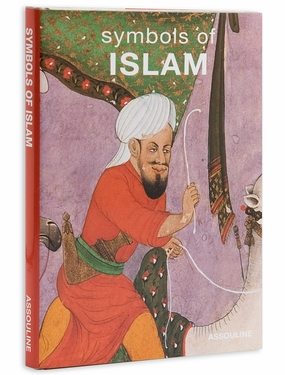 symbols of
ISLAM
ASSOULINE
SYMBOLS OF ISLAM
ASSOULINE